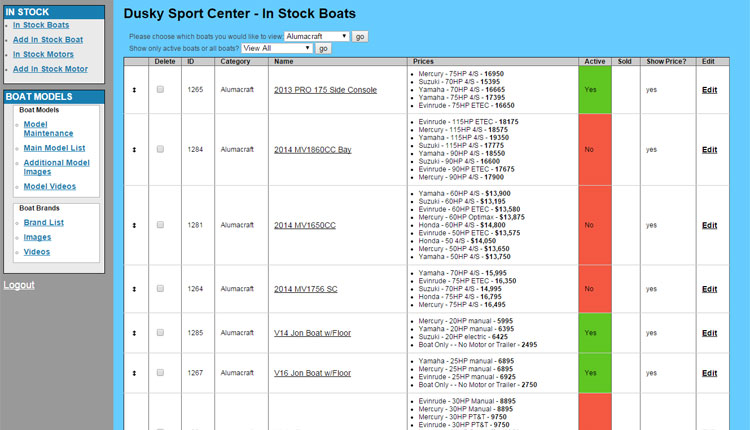 IN STOCK
In Stock Boats
Add In Stock Boat
In Stock Motors
Add In Stock Motor
BOAT MODELS
Boat Models
Model
Maintenance
Main Model List
Additional Model
Images
Model Videos
Boat Brands
Brand List
Images
Videos
Logout
Dusky Sport Center - In Stock Boats
Please choose which boats you would like to view: Alumacraft go
Show only active boats or all boats? View All go
Delete ID Category Name Prices Active Sold Show Price? Edit
1265 Alumacraft 2013 PRO 175 Side Console
Mercury - 75HP 4/S - 16950
Suzuki - 70HP 4/S - 15395
Yamaha - 70HP 4/S - 16665
Yamaha - 75HP 4/S - 17395
Evinrude - 75HP ETEC - 16650
Yes yes Edit
1284 Alumacraft 2014 MV1860CC Bay
Evinrude - 115HP ETEC - 18175
Mercury - 115HP 4/S - 18575
Yamaha - 115HP 4/S - 19350
Suzuki - 115HP 4/S - 17775
Yamaha - 90HP 4/S - 18550
Suzuki - 90HP 4/S - 16600
Evinrude - 90HP ETEC - 17675
Mercury - 90HP 4/S - 17900
No yes Edit
1281 Alumacraft 2014 MV1650CC
Yamaha - 60HP 4/S - $13,900
Suzuki - 60HP 4/S - $13,195
Evinrude - 60HP ETEC - $13,580
Mercury - 60HP Optimax - $13,875
Honda - 60HP 4/S - $14,800
Evinrude - 50HP ETEC - $13,575
Honda - 50 4/S - $14,050
Mercury - 50HP 4/S - $13,650
Yamaha - 50HP 4/S - $13,750
No yes Edit
1264 Alumacraft 2014 MV1756 SC
Yamaha - 70HP 4/S - 15,995
Evinrude - 75HP ETEC - 16,350
Suzuki - 70HP 4/S - 14,995
Honda - 75HP 4/S - 16,795
Mercury - 75HP 4/S - 16,495
No yes Edit
1285 Alumacraft V14 Jon Boat w/Floor
Mercury - 20HP manual - 5995
Yamaha - 20HP manual - 6395
Suzuki - 20HP electric - 6425
Boat Only - - No Motor or Trailer - 2495
Yes yes Edit
1267 Alumacraft V16 Jon Boat w/Floor
Yamaha - 25HP manual - 6895
Mercury - 25HP manual - 6895
Evinrude - 25HP manual - 6925
Boat Only - - No Motor or Trailer - 2750
Yes yes Edit
Evinrude - 30HP Manual - 8895
Mercury - 30HP Manual - 8895
Evinrude - 30HP PT&T - 9750
Mercury - 30HP PT&T - 9750